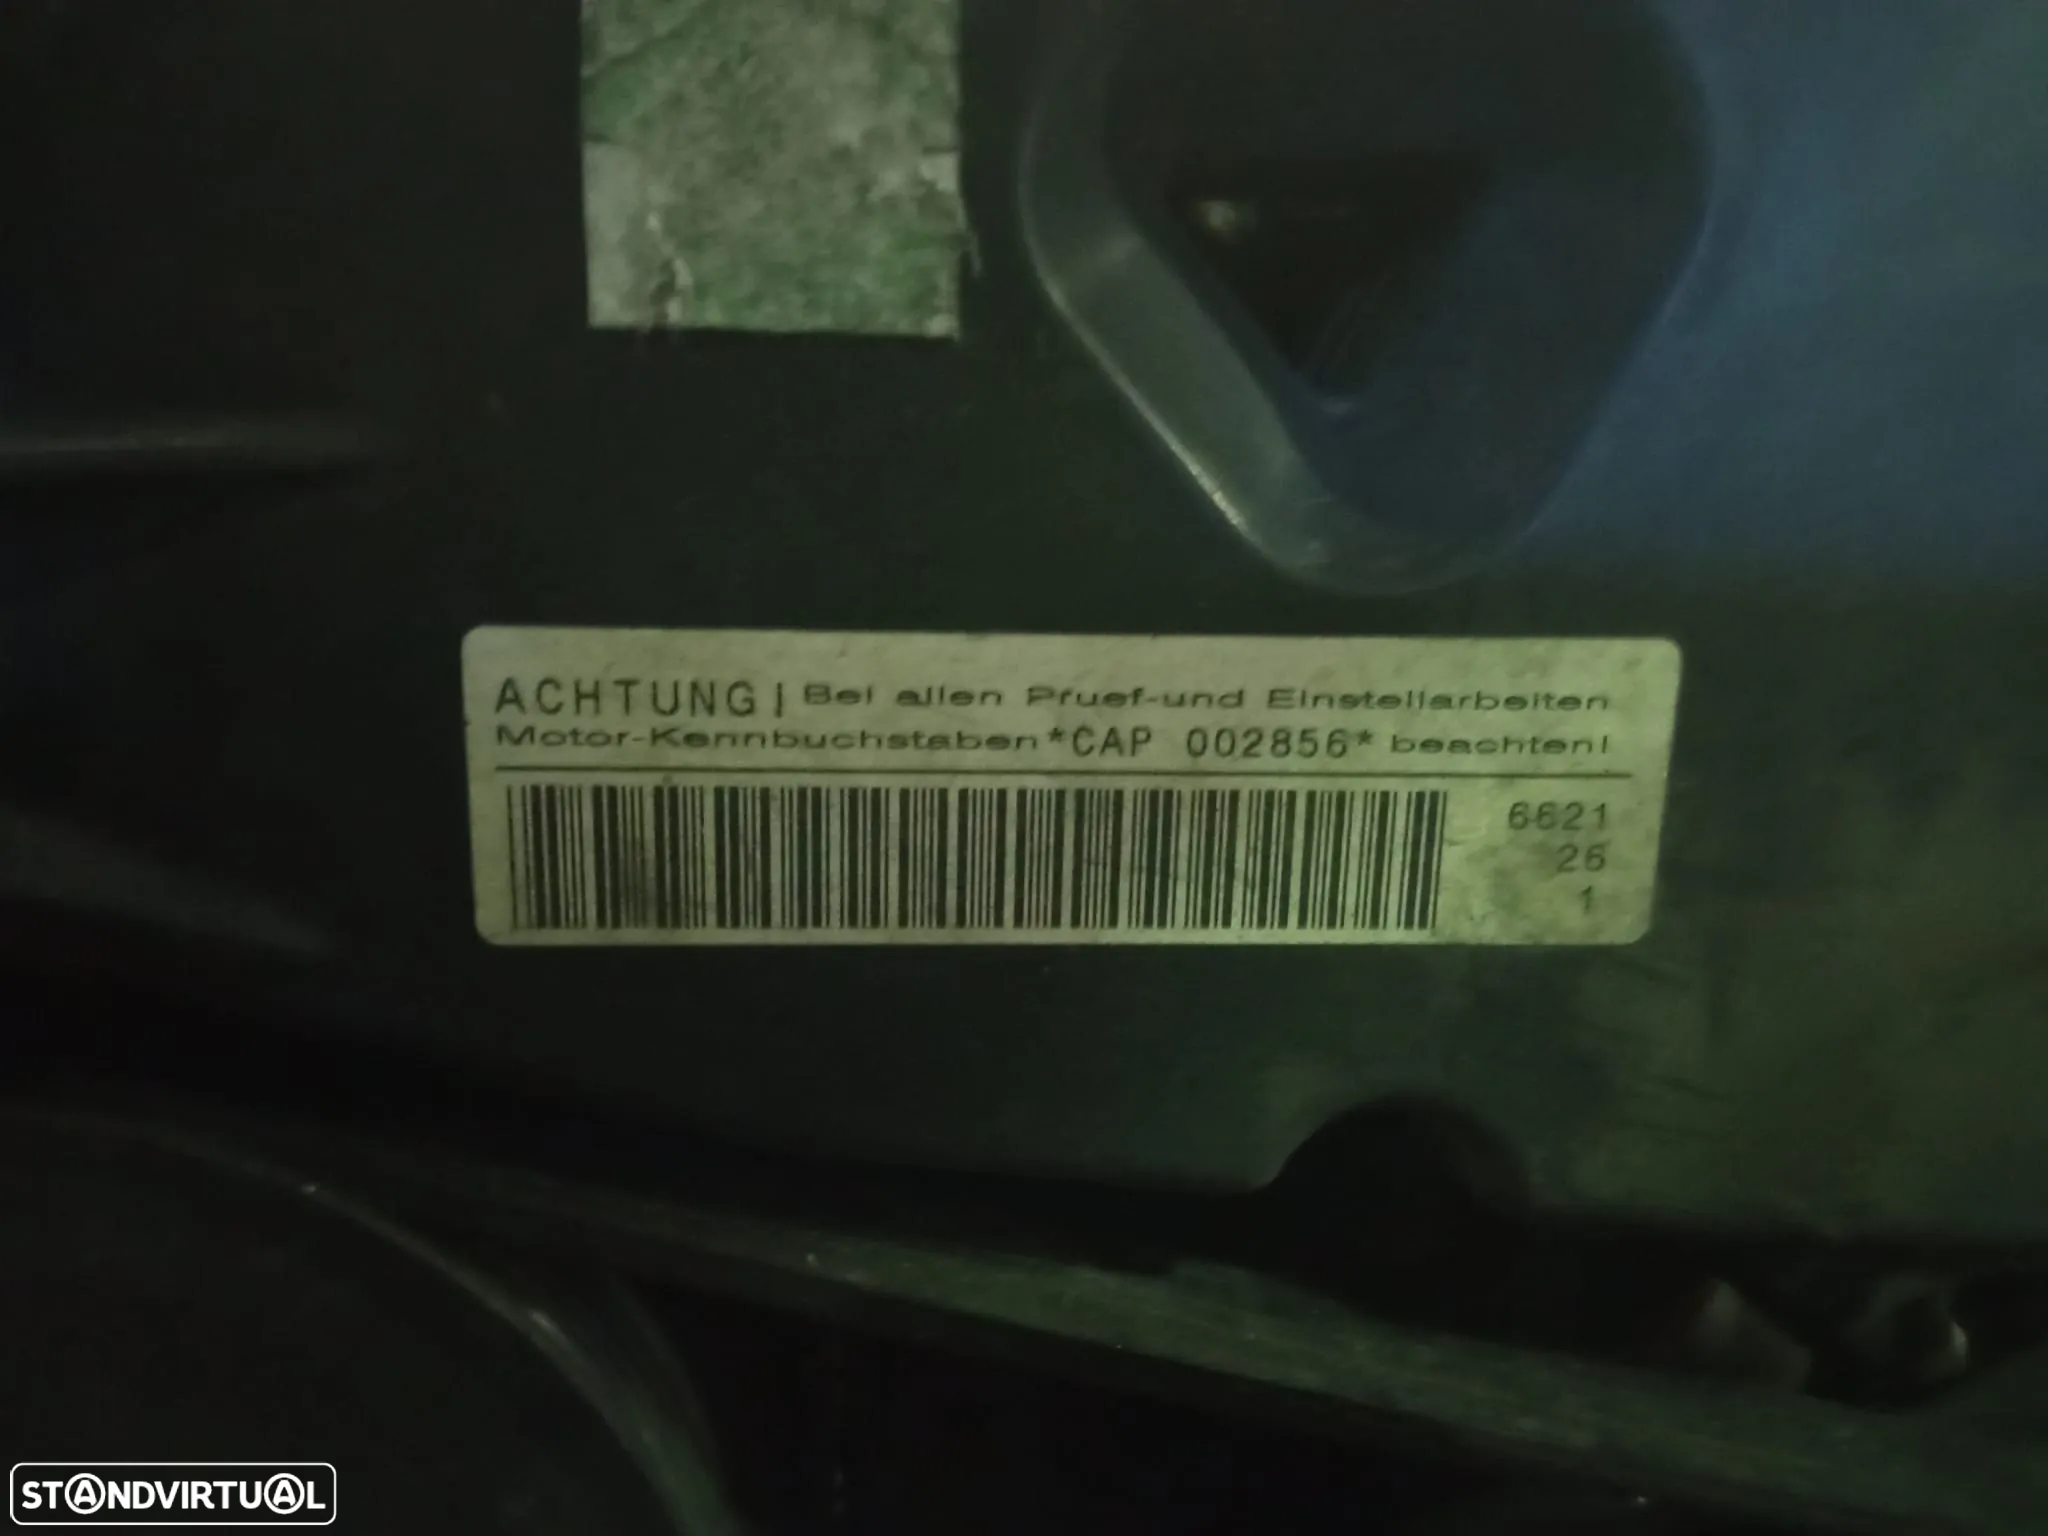 ACHTUNG! Bei allen Pruef-und Einstellarbeiten
Motor-Kennbuchstaben*CAP 002856* beachten!
6621
26
1
STANDVIRTUAL